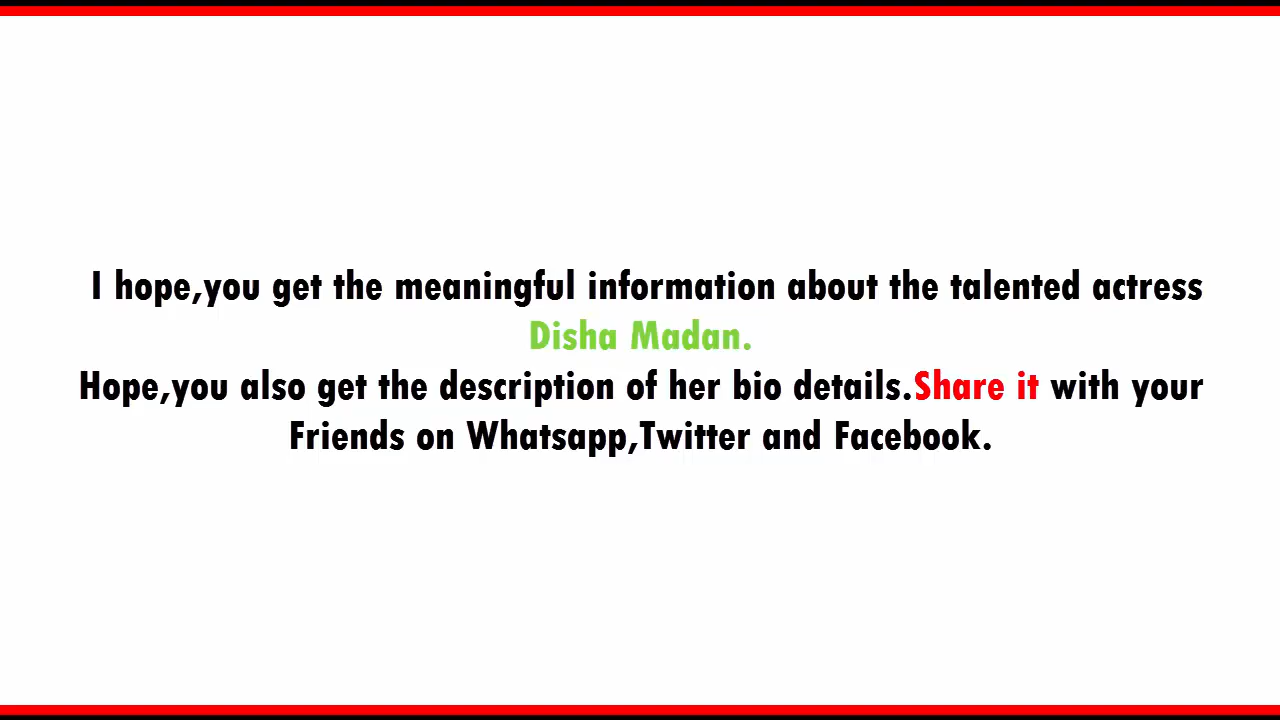 I hope,you get the meaningful information about the talented actress
Disha Madan.
Hope,you also get the description of her bio details.Share it with your
Friends on Whatsapp,Twitter and Facebook.